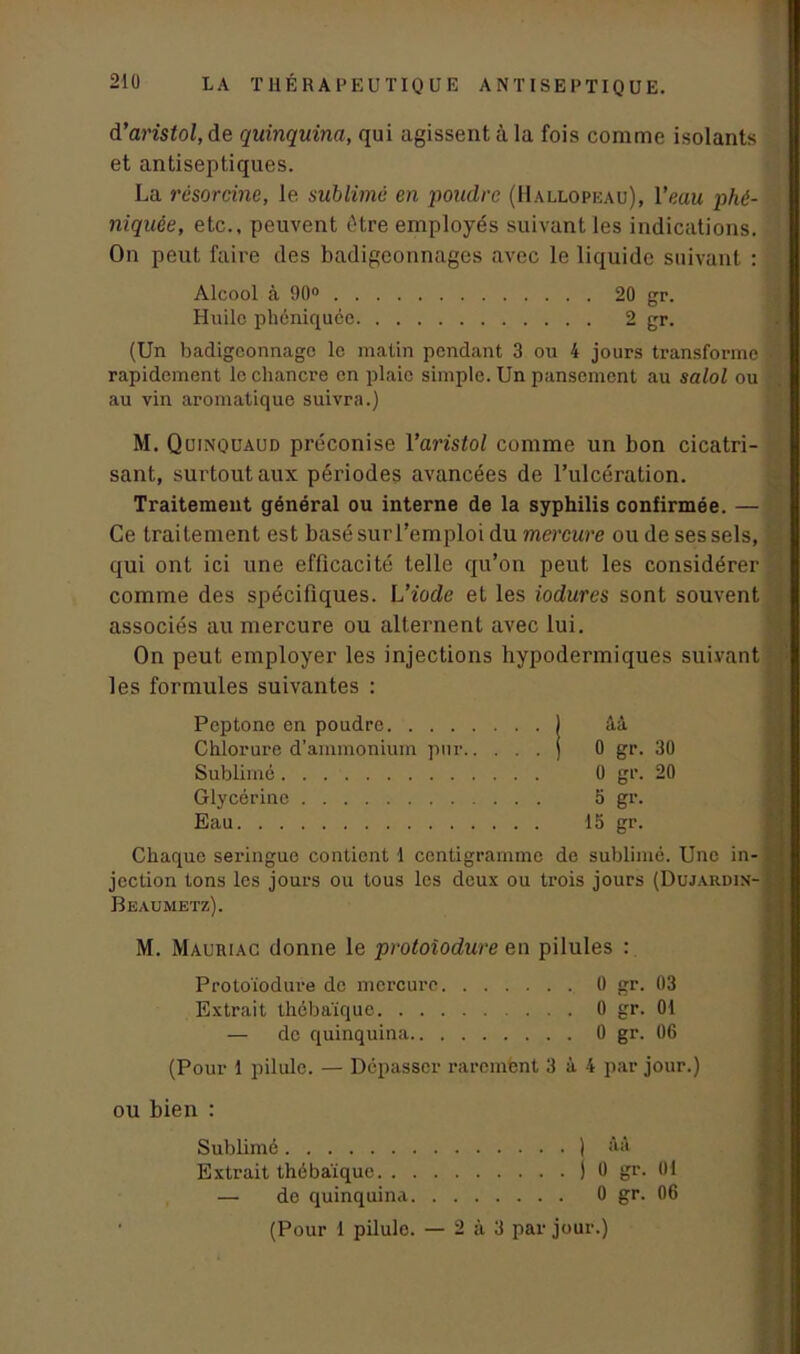 210 LA THÉRAPEUTIQUE ANTISEPTIQUE.
d'aristol, de quinquina, qui agissent à la fois comme isolants
et antiseptiques.
La résorcine, le sublimé en poudre (HALLOPEAU), l'eau phé-
niquée, etc., peuvent être employés suivant les indications.
On peut faire des badigeonnages avec le liquide suivant :
Alcool à 90° . . . . . . . . . . . . . 20 gr.
Huile phéniquée. . . . . . . . . . . . 2 gr.
(Un badigeonnage le matin pendant 3 ou 4 jours transforme
rapidement le chancre en plaie simple. Un pansement au salol ou
au vin aromatique suivra.)
M. QUINQUAUD préconise l'aristol comme un bon cicatri-
sant, surtout aux périodes avancées de l'ulcération.
Traitement général ou interne de la syphilis confirmée. —
Ce traitement est basé sur l'emploi du mercure ou de ses sels,
qui ont ici une efficacité telle qu'on peut les considérer
comme des spécifiques. L'iode et les iodures sont souvent
associés au mercure ou alternent avec lui.
On peut employer les injections hypodermiques suivant
les formules suivantes :
Peptone en poudre. . . . . . . . ) ââ
Chlorure d'ammonium pur.. . . . ) 0 gr. 30
Sublimé . . . . . . . . . . . . . 0 gr. 20
Glycérine . . . . . . . . . . . . 5 gr.
Eau. . . . . . . . . . . . . . . 15 gr.
Chaque seringue contient 1 centigramme de sublimé. Une in-
jection tous les jours ou tous les deux ou trois jours (DUJARDIN-
BEAUMETZ).
M. MAURIAC donne le protoïodure en pilules :
Protoïodure de mercure. . . . . . . 0 gr. 03
Extrait thébaïque. . . . . . . . . . 0 gr. 01
— de quinquina.. . . . . . . . 0 gr. 06
(Pour 1 pilule. — Dépasser rarement 3 à 4 par jour.)
ou bien :
Sublimé . . . . . . . . . . . . . . ) ââ
Extrait thébaïque. . . . . . . . . . ) 0 gr. 01
— de quinquina. . . . . . . . 0 gr. 06
(Pour 1 pilule. — 2 à 3 par jour.)